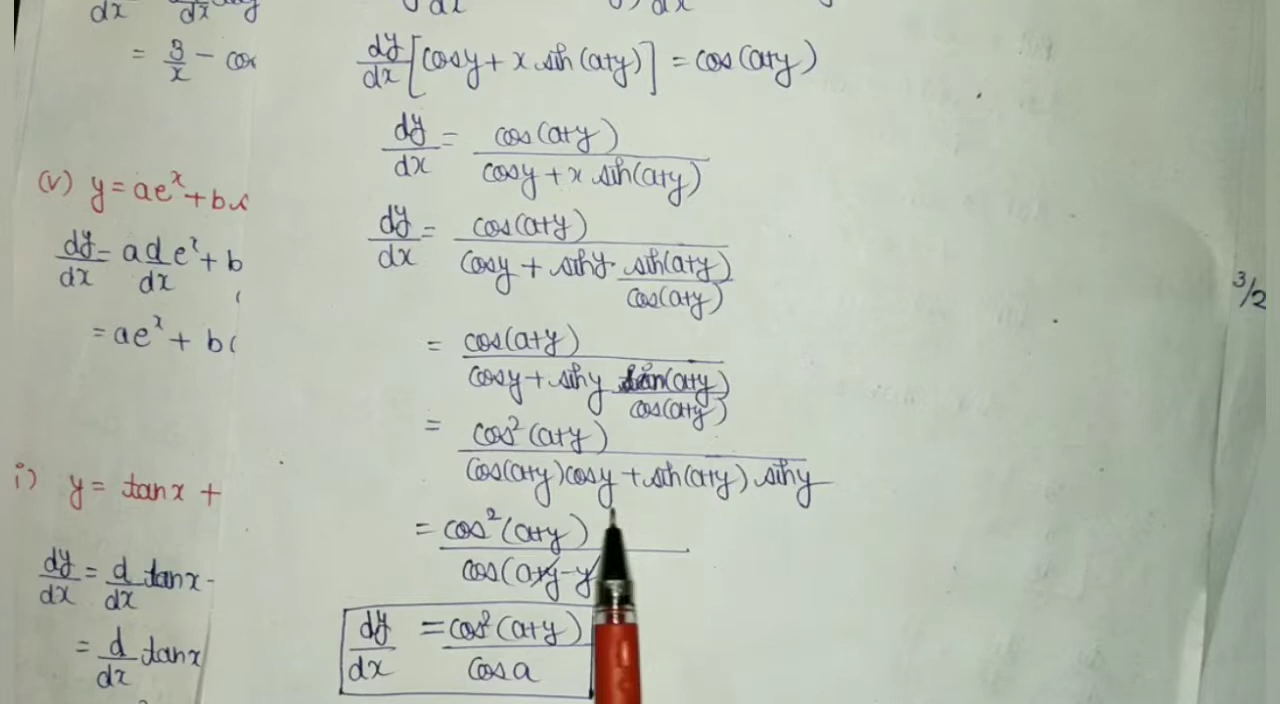 = 3/x - cos
(v) y = ae^x + bs
dy/dx = a d/dx e^x + b
= ae^x + b(
i) y = tanx +
dy/dx = d/dx tanx -
= d/dx tanx
dy/dx [cosy + x sin(a+y)] = cos(a+y)
dy/dx = cos(a+y) / cosy + x sin(a+y)
dy/dx = cos(a+y) / cosy + siny · sin(a+y) / cos(a+y)
= cos(a+y) / cosy + siny sin(a+y) / cos(a+y)
= cos²(a+y) / cos(a+y) cosy + sin(a+y) · siny
= cos²(a+y) / cos(a+y-y
dy/dx = cos²(a+y) / cos a
3/2